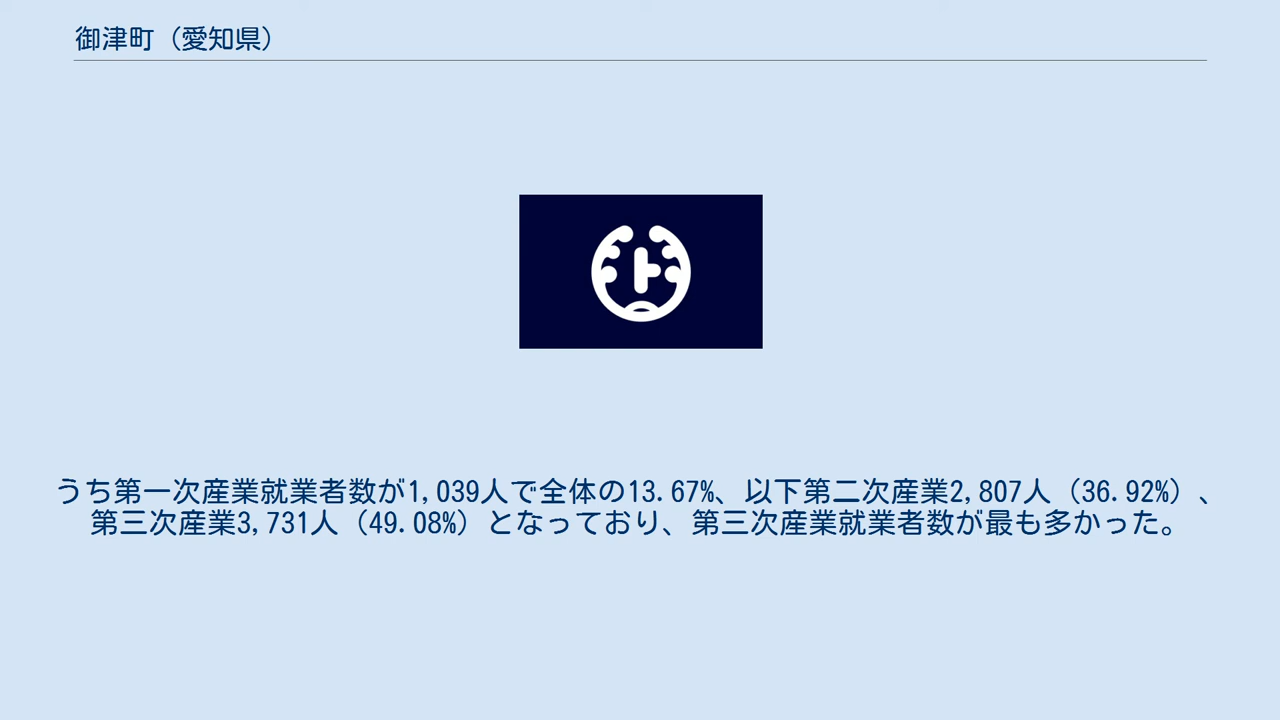 御津町（愛知県）
うち第一次産業就業者数が1,039人で全体の13.67%、以下第二次産業2,807人（36.92%）、
第三次産業3,731人（49.08%）となっており、第三次産業就業者数が最も多かった。